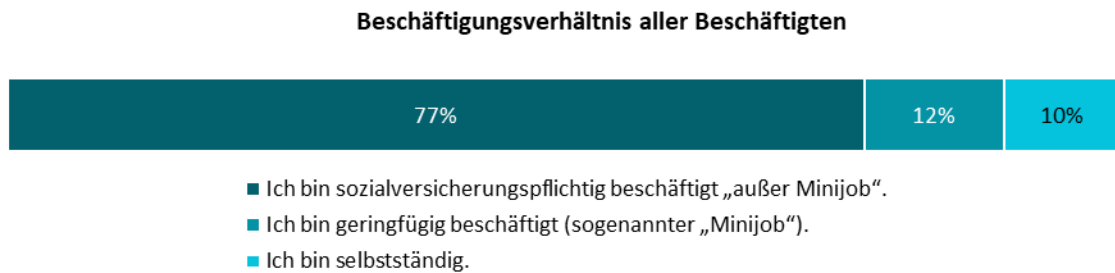 Beschäftigungsverhältnis aller Beschäftigten
77% 12% 10%
Ich bin sozialversicherungspflichtig beschäftigt „außer Minijob“.
Ich bin geringfügig beschäftigt (sogenannter „Minijob“).
Ich bin selbstständig.